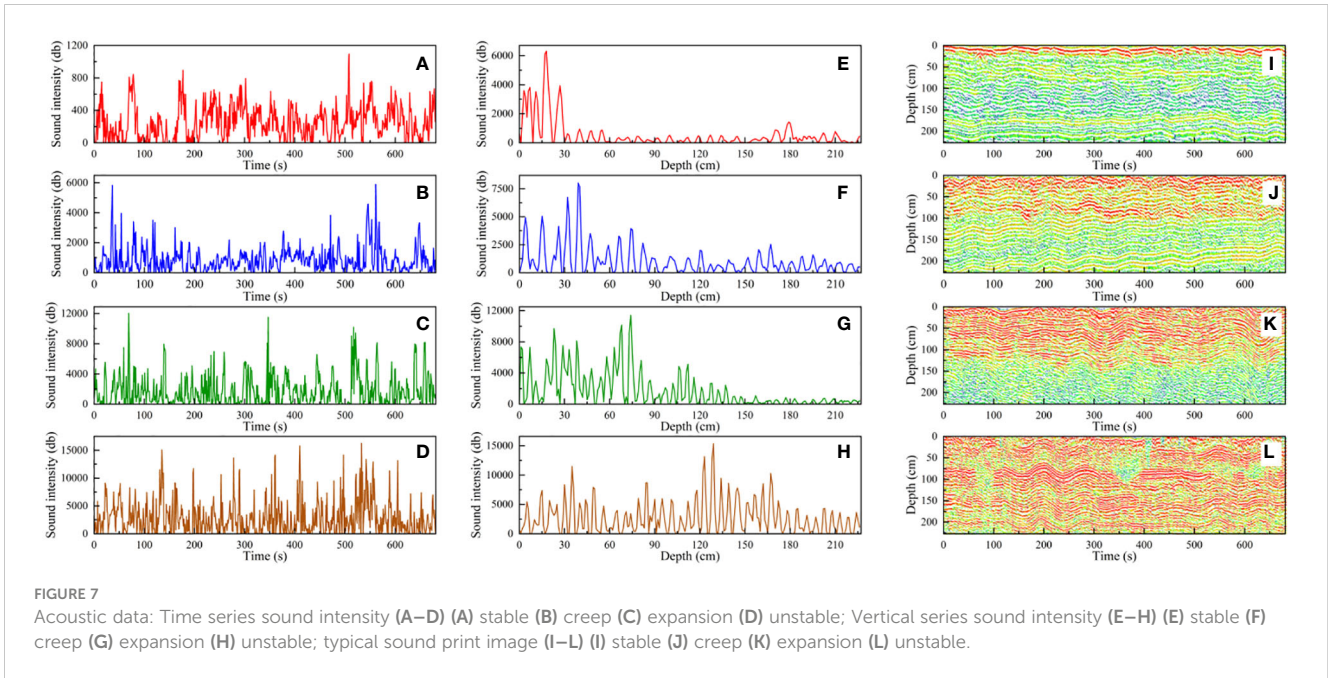 1200
800
400
0
Sound intensity (db)
A
0 100 200 300 400 500 600
Time (s)
6000
4000
2000
0
Sound intensity (db)
E
0 30 60 90 120 150 180 210
Depth (cm)
0
50
100
150
200
Depth (cm)
I
0 100 200 300 400 500 600
Time (s)
6000
4000
2000
0
Sound intensity (db)
B
0 100 200 300 400 500 600
Time (s)
7500
5000
2500
0
Sound intensity (db)
F
0 30 60 90 120 150 180 210
Depth (cm)
0
50
100
150
200
Depth (cm)
J
0 100 200 300 400 500 600
Time (s)
12000
8000
4000
0
Sound intensity (db)
C
0 100 200 300 400 500 600
Time (s)
12000
9000
6000
3000
0
Sound intensity (db)
G
0 30 60 90 120 150 180 210
Depth (cm)
0
50
100
150
200
Depth (cm)
K
0 100 200 300 400 500 600
Time (s)
15000
10000
5000
0
Sound intensity (db)
D
0 100 200 300 400 500 600
Time (s)
15000
10000
5000
0
Sound intensity (db)
H
0 30 60 90 120 150 180 210
Depth (cm)
0
50
100
150
200
Depth (cm)
L
0 100 200 300 400 500 600
Time (s)
FIGURE 7
Acoustic data: Time series sound intensity (A–D) (A) stable (B) creep (C) expansion (D) unstable; Vertical series sound intensity (E–H) (E) stable (F)
creep (G) expansion (H) unstable; typical sound print image (I–L) (I) stable (J) creep (K) expansion (L) unstable.